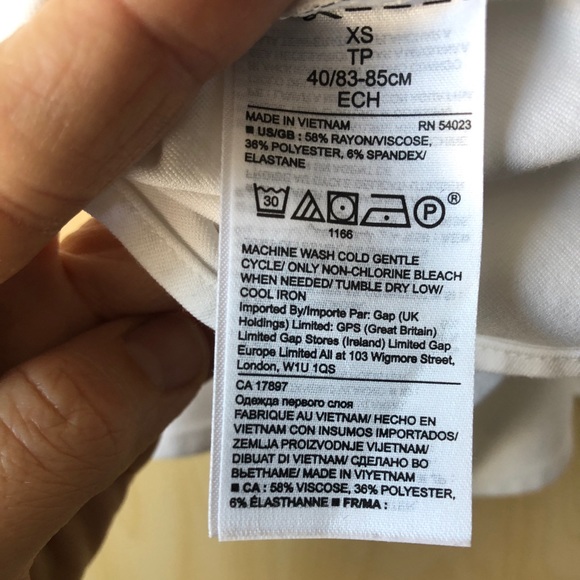 XS
TP
40/83-85CM
ECH
MADE IN VIETNAM RN 54023
■ US/GB : 58% RAYON/VISCOSE,
36% POLYESTER, 6% SPANDEX/
ELASTANE
30 P ®
1166
MACHINE WASH COLD GENTLE
CYCLE/ ONLY NON-CHLORINE BLEACH
WHEN NEEDED/ TUMBLE DRY LOW/
COOL IRON
Imported By/Importe Par: Gap (UK
Holdings) Limited: GPS (Great Britain)
Limited Gap Stores (Ireland) Limited Gap
Europe Limited All at 103 Wigmore Street,
London, W1U 1QS
CA 17897
Одежда первого слоя
FABRIQUE AU VIETNAM/ HECHO EN
VIETNAM CON INSUMOS IMPORTADOS/
ZEMLJA PROIZVODNJE VIJETNAM/
DIBUAT DI VIETNAM/ СДЕЛАНО ВО
ВЬЕТНАМЕ/ MADE IN VIYETNAM
■ CA : 58% VISCOSE, 36% POLYESTER,
6% ÉLASTHANNE ■ FR/MA :